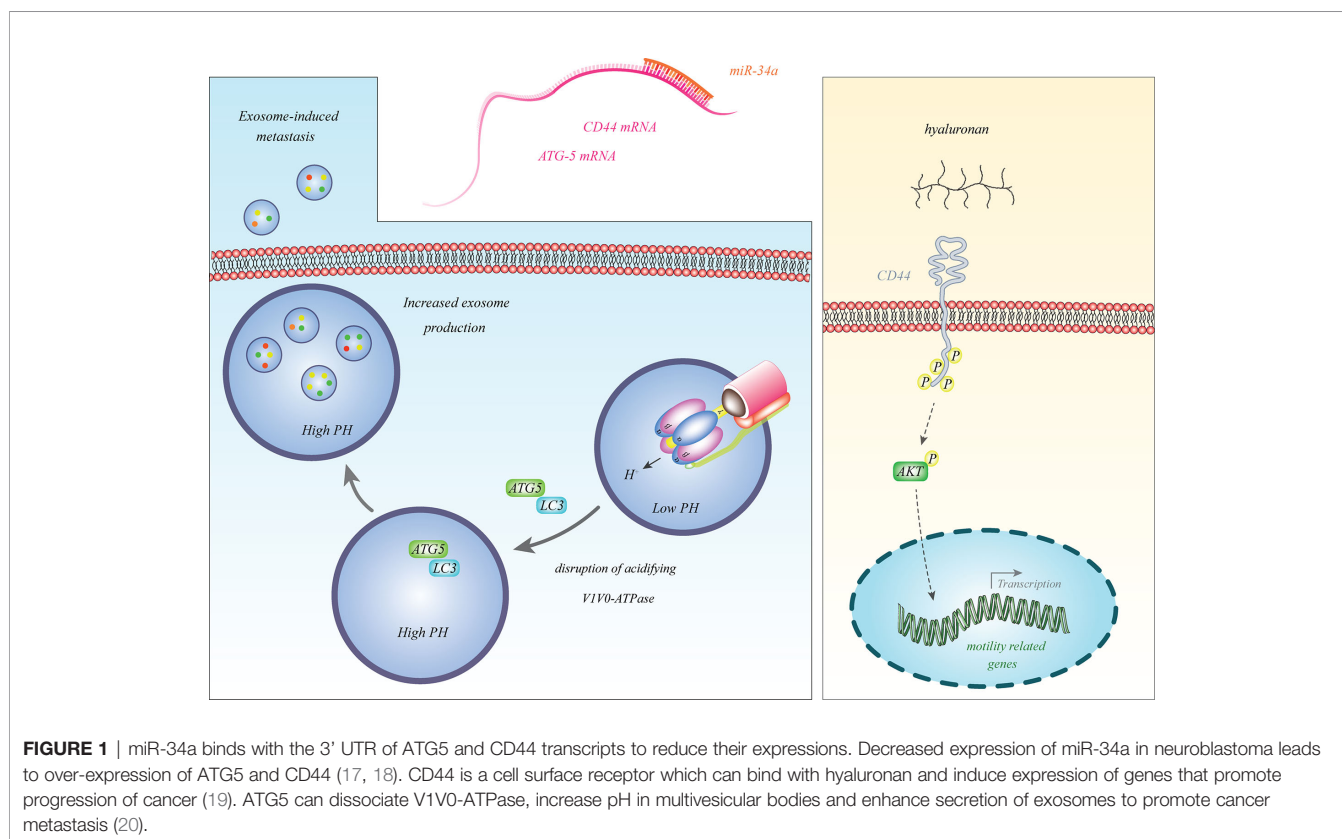 miR-34a
CD44 mRNA
ATG-5 mRNA
Exosome-induced
metastasis
Increased exosome
production
High PH
H+
Low PH
ATG5
LC3
ATG5
LC3
High PH
disruption of acidifying
V1V0-ATPase
hyaluronan
CD44
P
P
P
P
P
AKT
Transcription
motility related
genes
FIGURE 1 | miR-34a binds with the 3’ UTR of ATG5 and CD44 transcripts to reduce their expressions. Decreased expression of miR-34a in neuroblastoma leads
to over-expression of ATG5 and CD44 (17, 18). CD44 is a cell surface receptor which can bind with hyaluronan and induce expression of genes that promote
progression of cancer (19). ATG5 can dissociate V1V0-ATPase, increase pH in multivesicular bodies and enhance secretion of exosomes to promote cancer
metastasis (20).